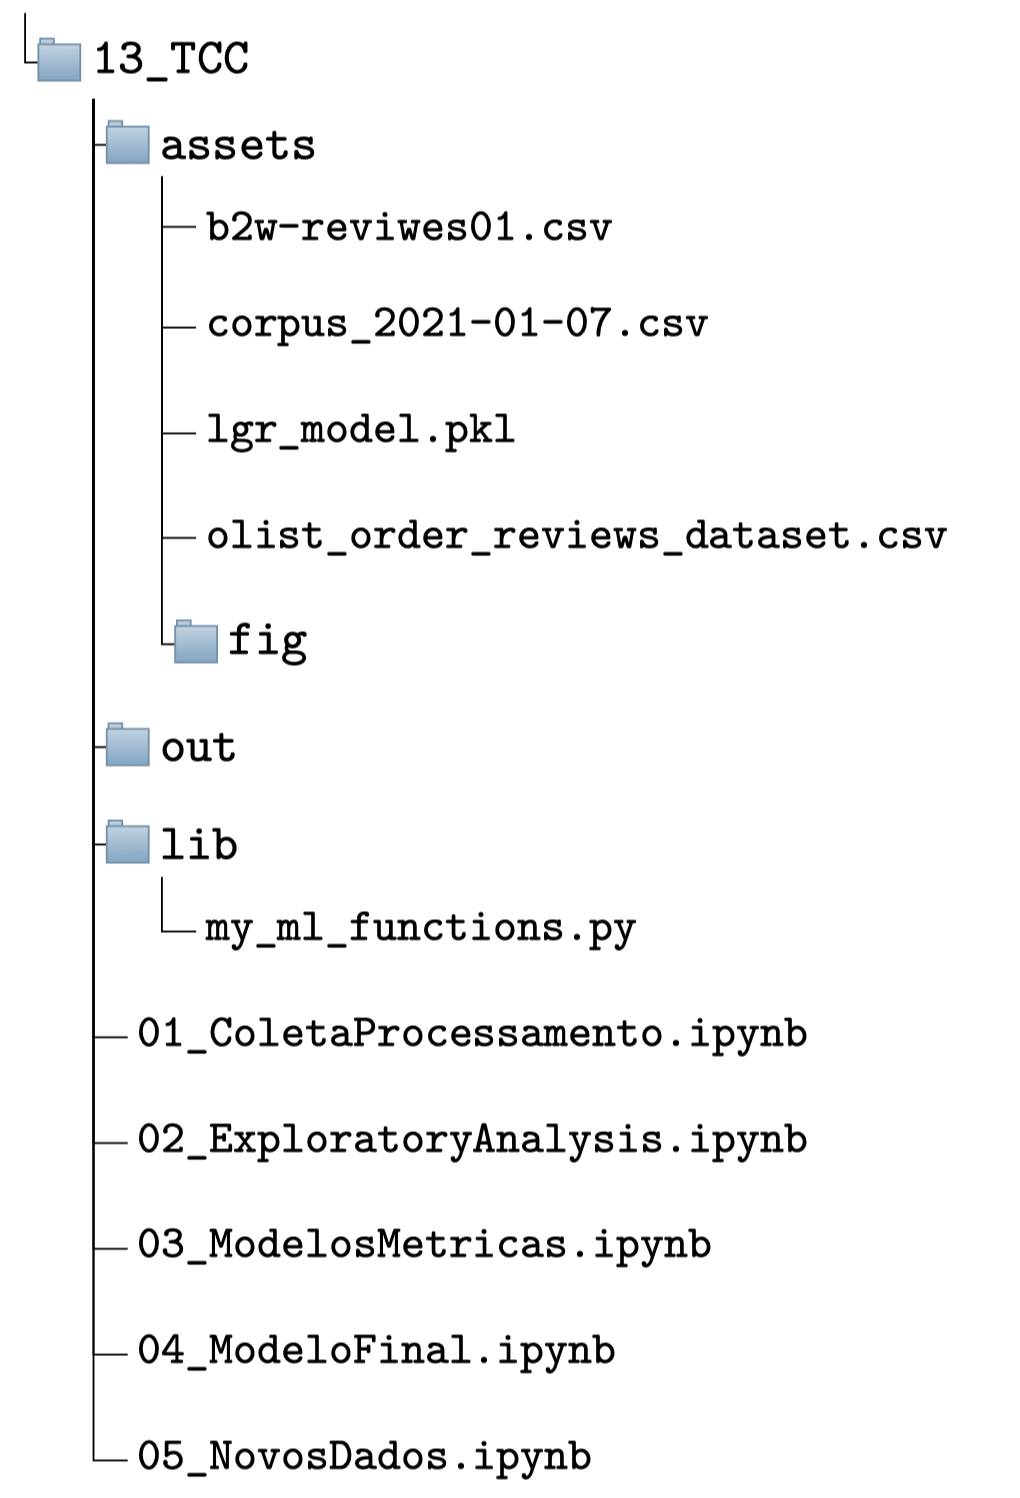 13_TCC
assets
b2w-reviwes01.csv
corpus_2021-01-07.csv
lgr_model.pkl
olist_order_reviews_dataset.csv
fig
out
lib
my_ml_functions.py
01_ColetaProcessamento.ipynb
02_ExploratoryAnalysis.ipynb
03_ModelosMetricas.ipynb
04_ModeloFinal.ipynb
05_NovosDados.ipynb